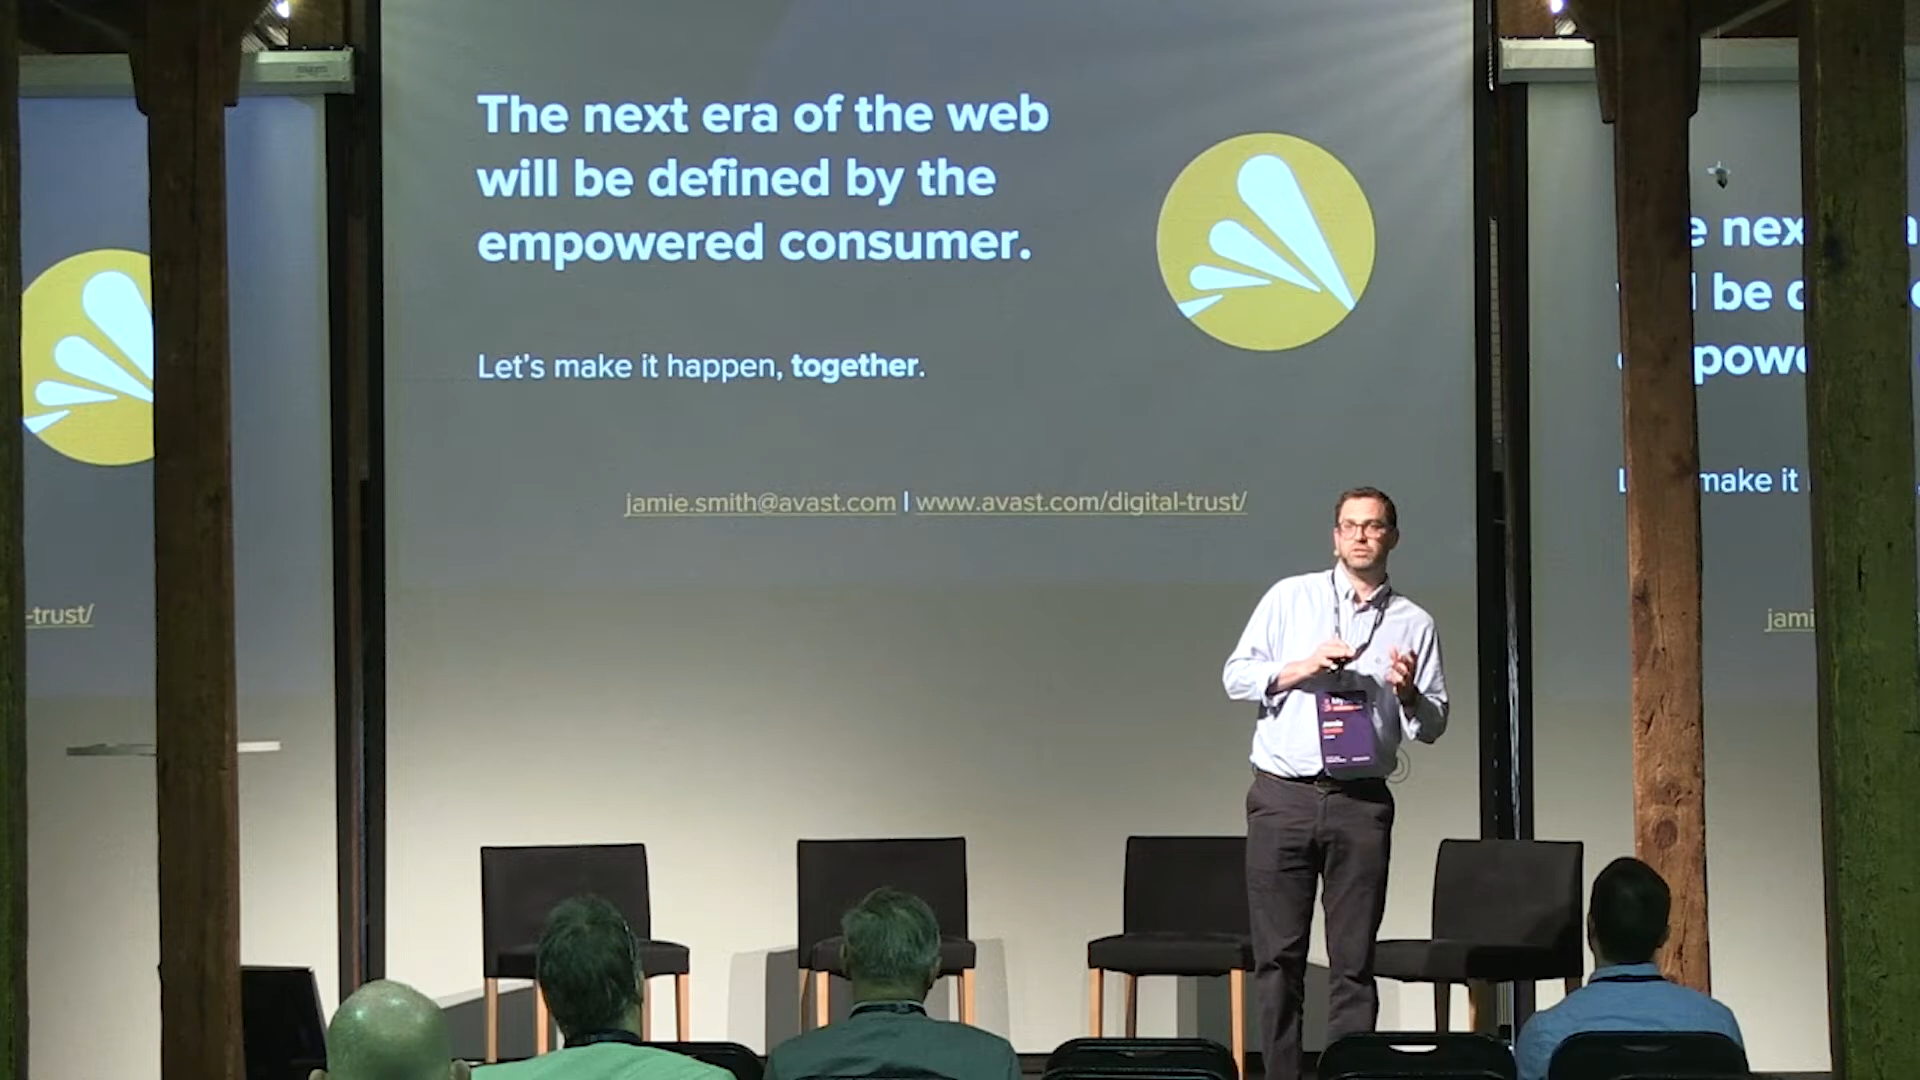 The next era of the web
will be defined by the
empowered consumer.
Let's make it happen, together.
jamie.smith@avast.com | www.avast.com/digital-trust/
-trust/
e nex
be
powe
make it
jami
Jamie